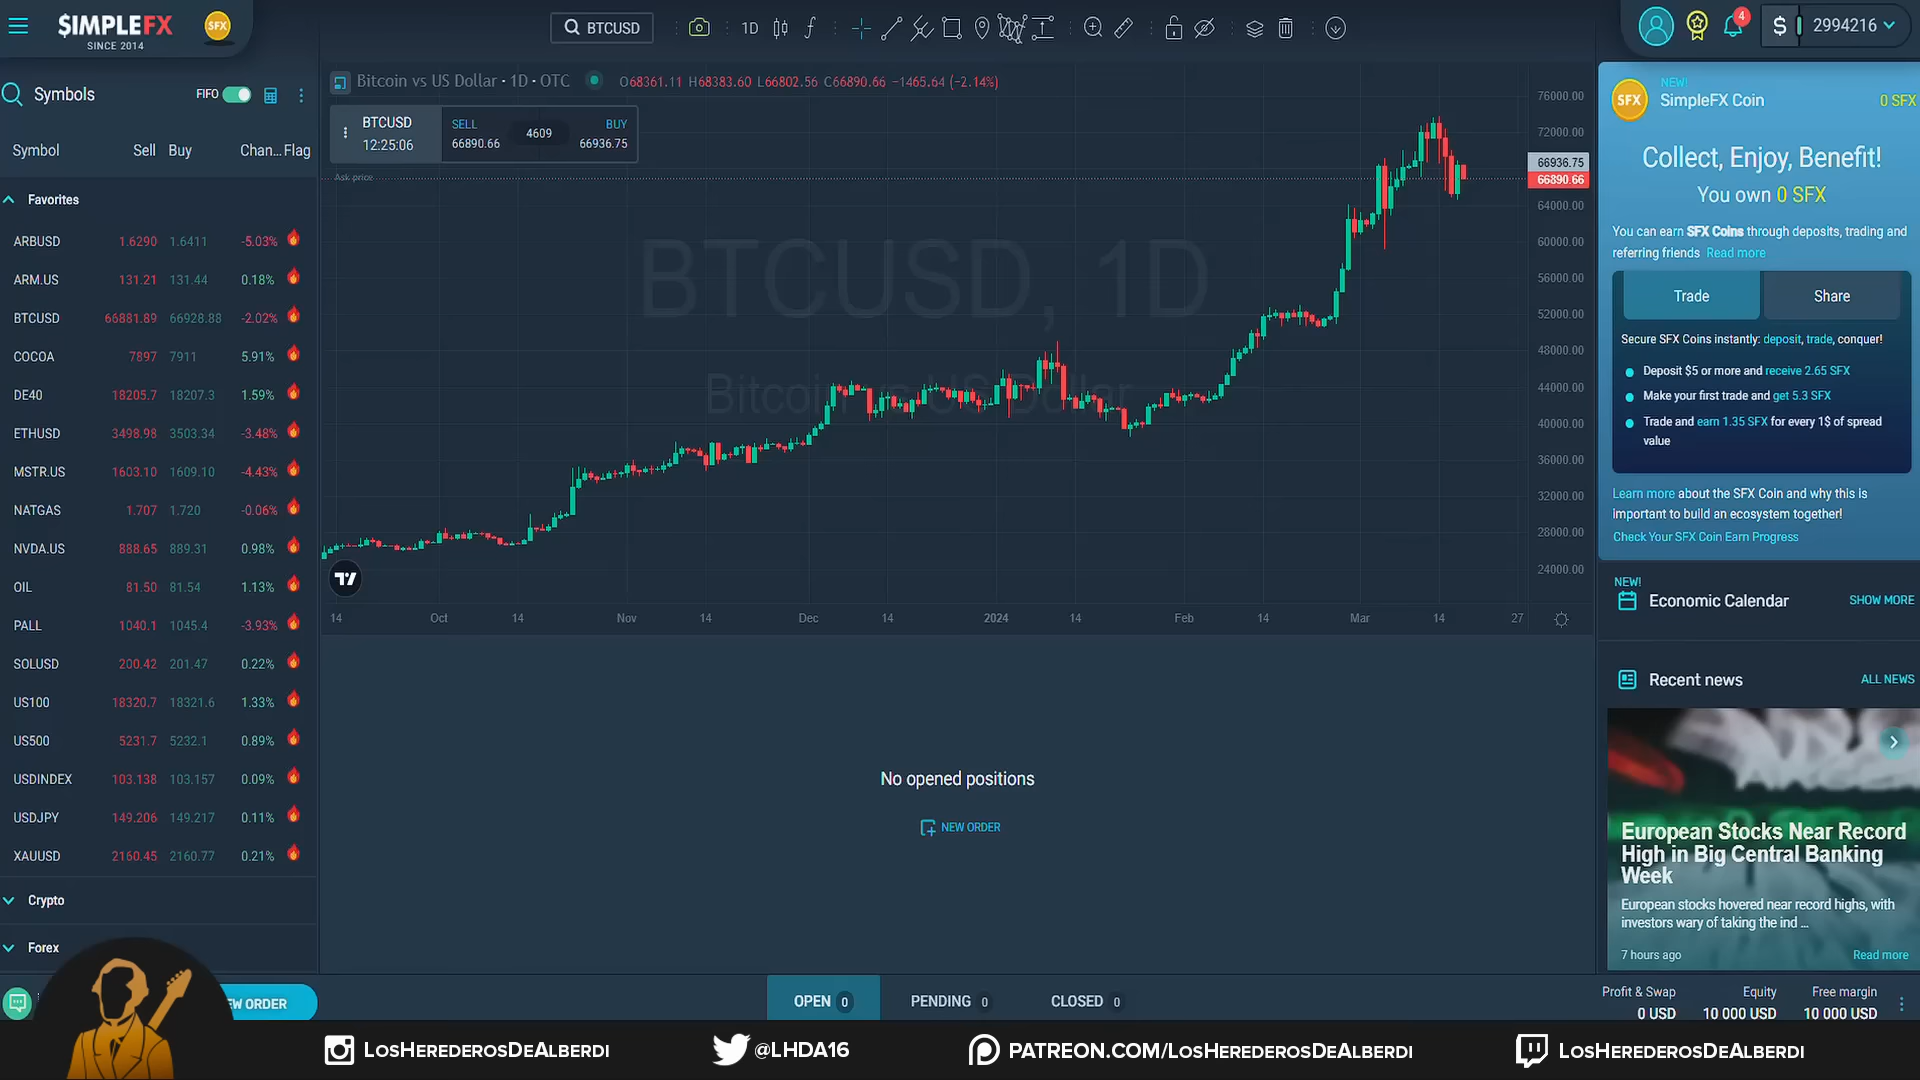 SIMPLEFX
SINCE 2014
SFX
BTCUSD
1D
4
$ 2994216
Symbols
FIFO
Symbol Sell Buy Chan... Flag
Favorites
ARBUSD 1.6290 1.6411 -5.03%
ARM.US 131.21 131.44 0.18%
BTCUSD 66881.89 66928.88 -2.02%
COCOA 7897 7911 5.91%
DE40 18205.7 18207.3 1.59%
ETHUSD 3498.98 3503.34 -3.48%
MSTR.US 1603.10 1609.10 -4.43%
NATGAS 1.707 1.720 -0.06%
NVDA.US 888.65 889.31 0.98%
OIL 81.50 81.54 1.13%
PALL 1040.1 1045.4 -3.93%
SOLUSD 200.42 201.47 0.22%
US100 18320.7 18321.6 1.33%
US500 5231.7 5232.1 0.89%
USDINDEX 103.138 103.157 0.09%
USDJPY 149.206 149.217 0.11%
XAUUSD 2160.45 2160.77 0.21%
Crypto
Forex
EW ORDER
Bitcoin vs US Dollar · 1D · OTC O68361.11 H68383.60 L66802.56 C66890.66 −1465.64 (−2.14%)
BTCUSD
12:25:06
SELL
66890.66
4609
BUY
66936.75
Ask price
BTCUSD, 1D
Bitcoin vs US Dollar
76000.00
72000.00
66936.75
66890.66
64000.00
60000.00
56000.00
52000.00
48000.00
44000.00
40000.00
36000.00
32000.00
28000.00
24000.00
14 Oct 14 Nov 14 Dec 14 2024 14 Feb 14 Mar 14 27
No opened positions
NEW ORDER
OPEN 0 PENDING 0 CLOSED 0
SFX
NEW!
SimpleFX Coin
0 SFX
Collect, Enjoy, Benefit!
You own 0 SFX
You can earn SFX Coins through deposits, trading and
referring friends Read more
Trade Share
Secure SFX Coins instantly: deposit, trade, conquer!
Deposit $5 or more and receive 2.65 SFX
Make your first trade and get 5.3 SFX
Trade and earn 1.35 SFX for every 1$ of spread
value
Learn more about the SFX Coin and why this is
important to build an ecosystem together!
Check Your SFX Coin Earn Progress
NEW!
Economic Calendar SHOW MORE
Recent news ALL NEWS
European Stocks Near Record
High in Big Central Banking
Week
European stocks hovered near record highs, with
investors wary of taking the ind ...
7 hours ago Read more
Profit & Swap Equity Free margin
0 USD 10 000 USD 10 000 USD
LosHerederosDeAlberdi
@LHDA16
PATREON.COM/LosHerederosDeAlberdi
LosHerederosDeAlberdi